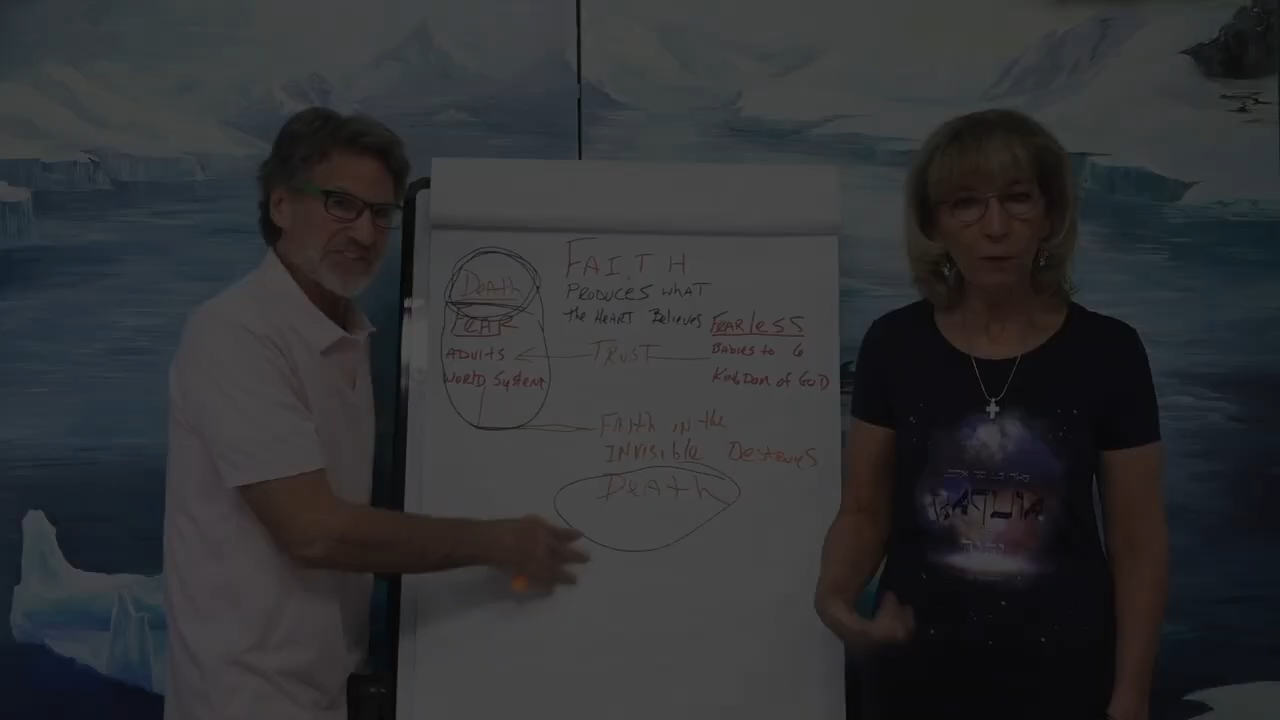 Death
FAITH
PRODUCES WHAT
the HEART Believes
FEARlesS
FEAR
ADUlTS
TRUST
BABIES to 6
WORLD SysteM
KINGDOM of GOD
FAith IN the
INVISIble Destroys
DeAth